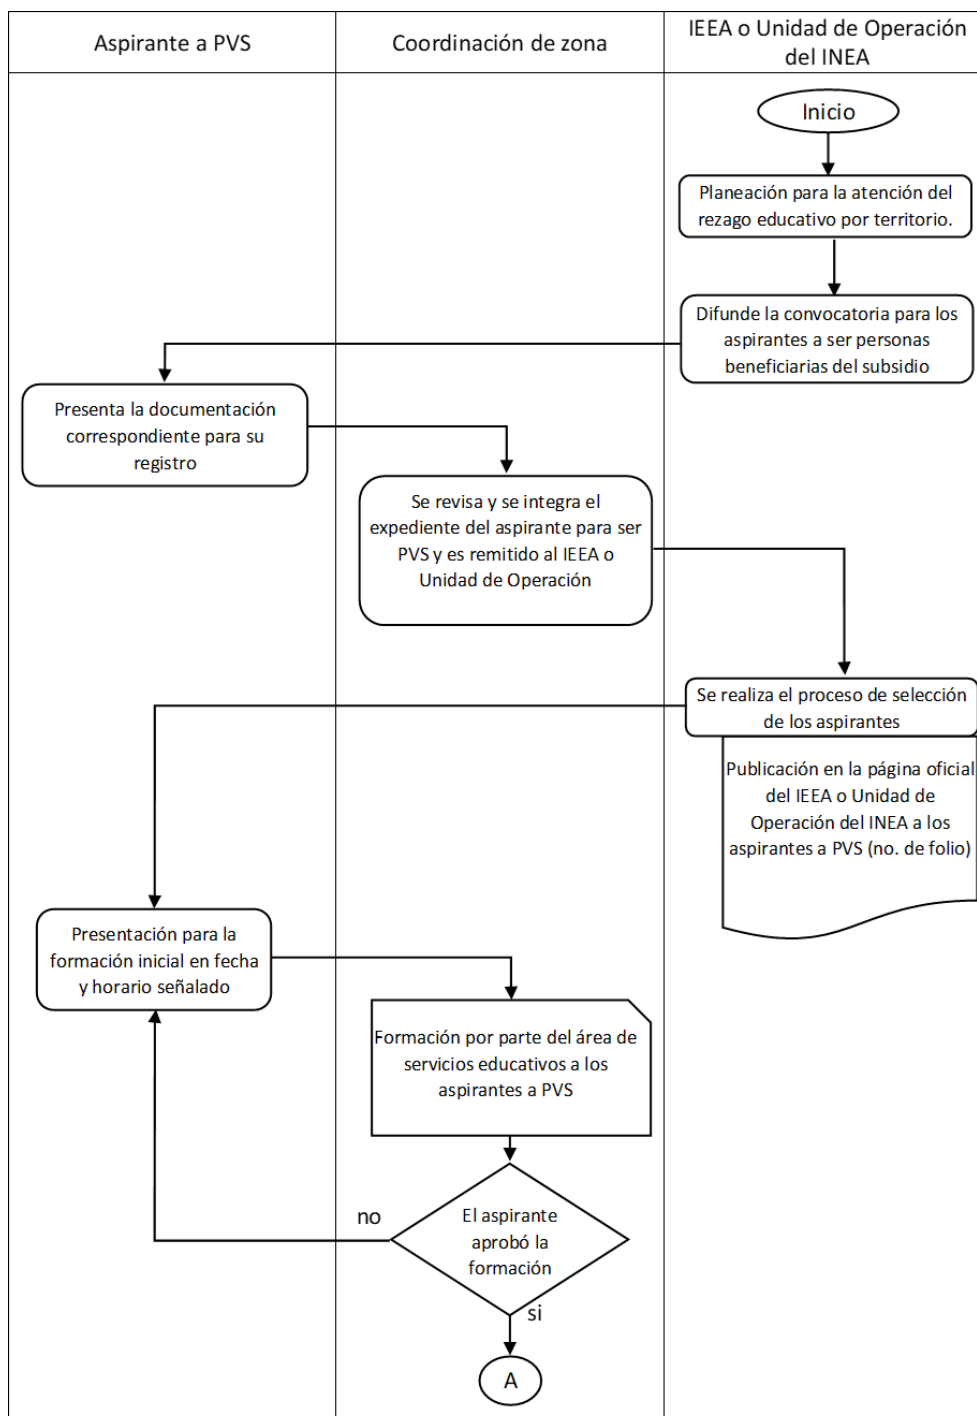 Aspirante a PVS
Coordinación de zona
IEEA o Unidad de Operación
del INEA
Inicio
Planeación para la atención del
rezago educativo por territorio.
Difunde la convocatoria para los
aspirantes a ser personas
beneficiarias del subsidio
Presenta la documentación
correspondiente para su
registro
Se revisa y se integra el
expediente del aspirante para ser
PVS y es remitido al IEEA o
Unidad de Operación
Se realiza el proceso de selección
de los aspirantes
Publicación en la página oficial
del IEEA o Unidad de
Operación del INEA a los
aspirantes a PVS (no. de folio)
Presentación para la
formación inicial en fecha
y horario señalado
Formación por parte del área de
servicios educativos a los
aspirantes a PVS
no
El aspirante
aprobó la
formación
si
A